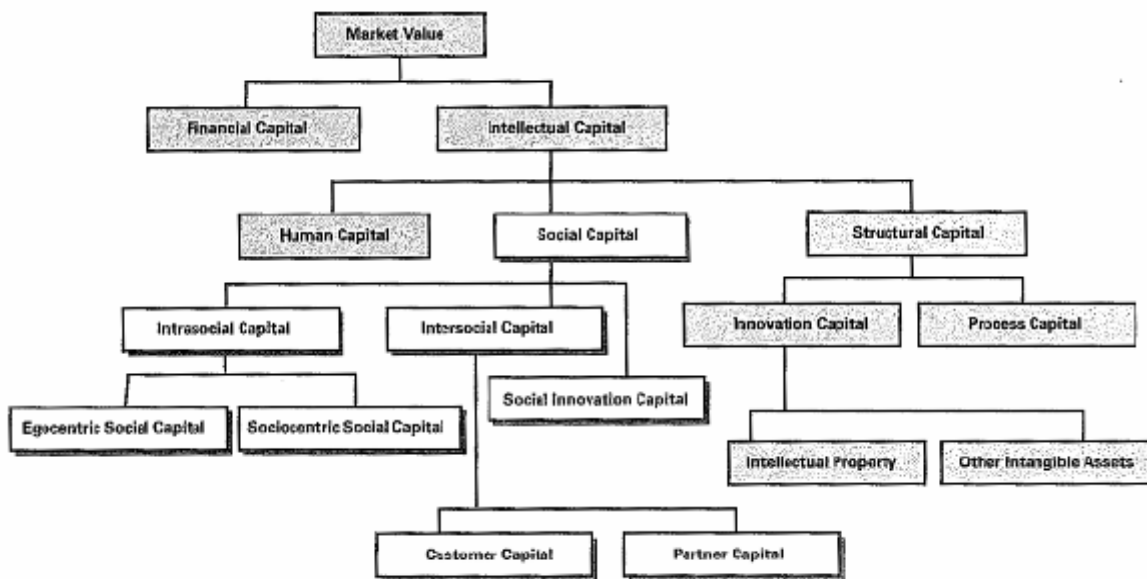 Market Value
Financial Capital
Intellectual Capital
Human Capital
Social Capital
Structural Capital
Intrasocial Capital
Intersocial Capital
Innovation Capital
Process Capital
Social Innovation Capital
Egocentric Social Capital
Sociocentric Social Capital
Intellectual Property
Other Intangible Assets
Customer Capital
Partner Capital